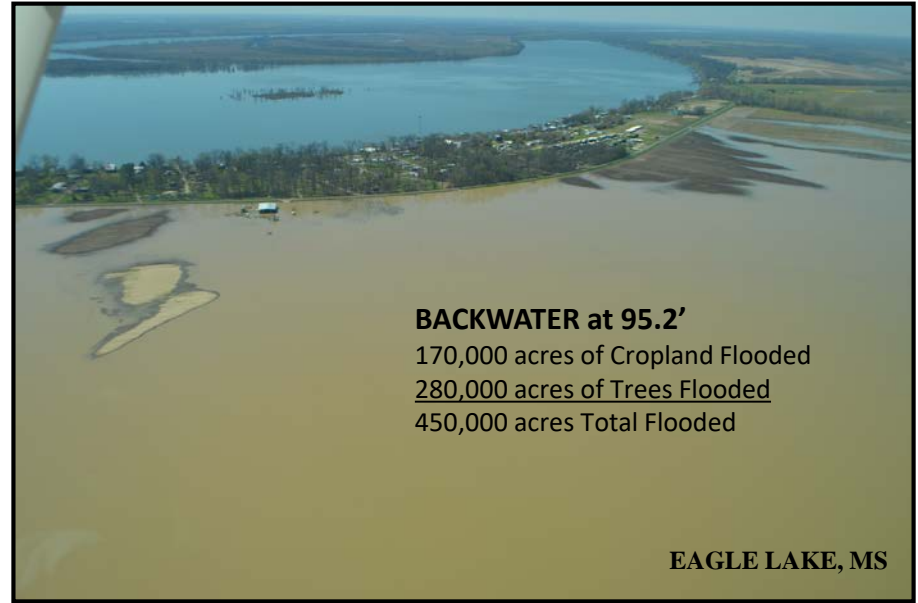 BACKWATER at 95.2’
170,000 acres of Cropland Flooded
280,000 acres of Trees Flooded
450,000 acres Total Flooded
EAGLE LAKE, MS